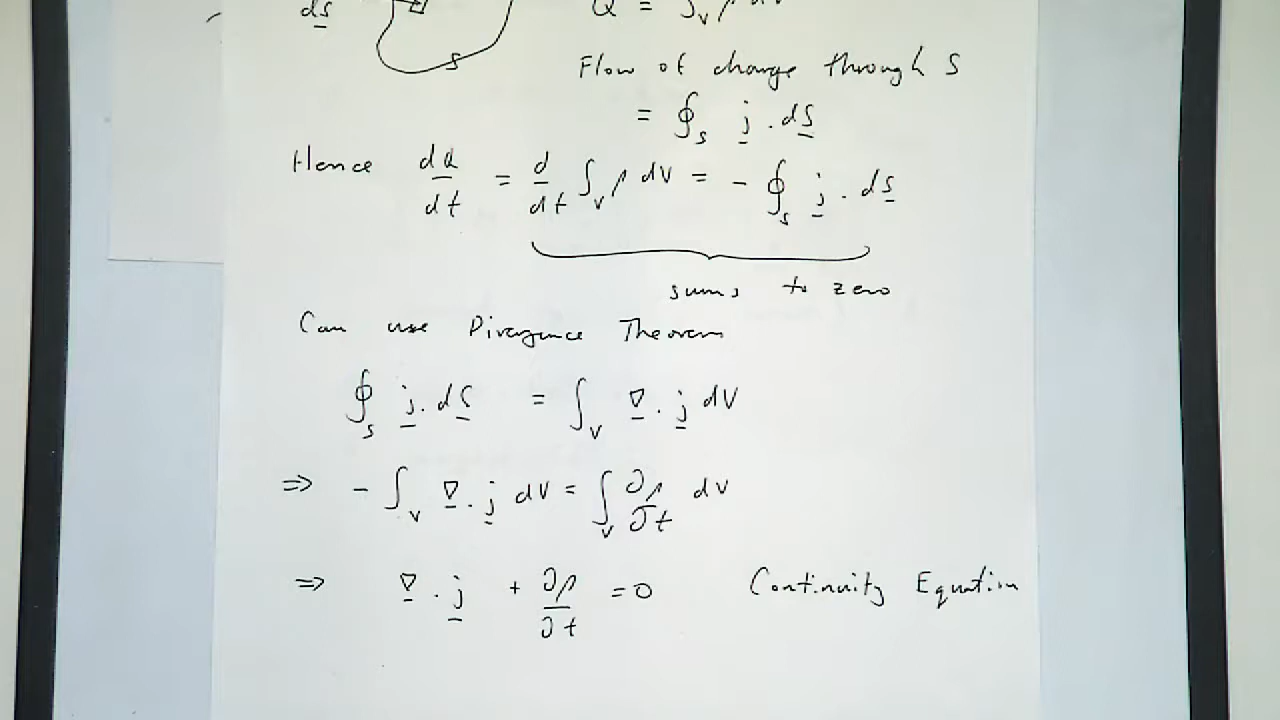 dS
Q = ∫_V ρ dV
S
Flow of charge through S
= ∮_S j . dS
Hence dQ/dt = d/dt ∫_V ρ dV = - ∮_S j . dS
sums to zero
Can use Divergence Theorem
∮_S j . dS = ∫_V ∇ . j dV
⇒ - ∫_V ∇ . j dV = ∫_V ∂ρ/∂t dV
⇒ ∇ . j + ∂ρ/∂t = 0 Continuity Equation